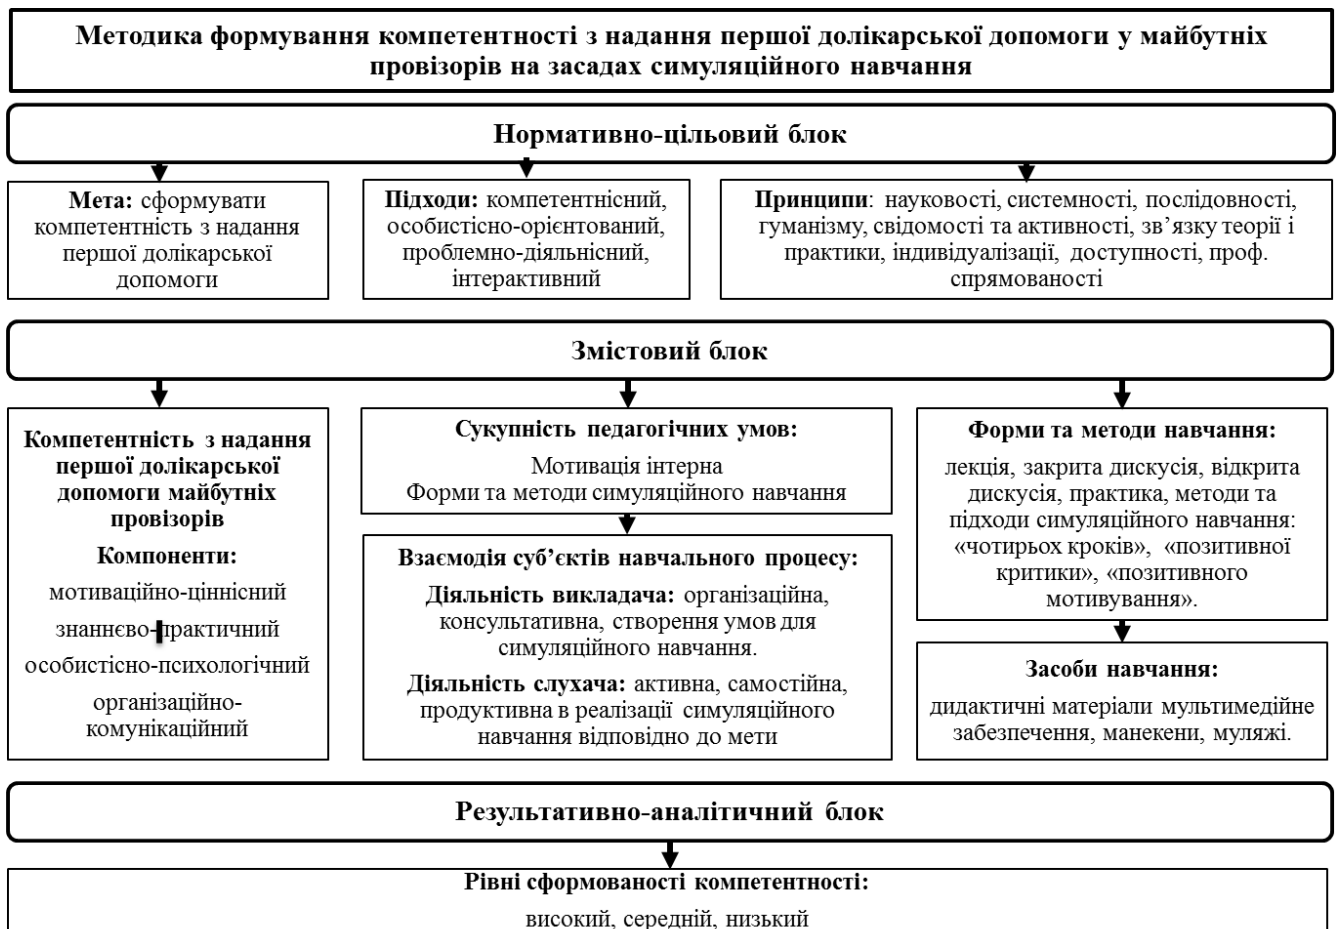 Методика формування компетентності з надання першої долікарської допомоги у майбутніх
провізорів на засадах симуляційного навчання
Нормативно-цільовий блок
Мета: сформувати
компетентність з надання
першої долікарської
допомоги
Підходи: компетентнісний,
особистісно-орієнтований,
проблемно-діяльнісний,
інтерактивний
Принципи: науковості, системності, послідовності,
гуманізму, свідомості та активності, зв’язку теорії і
практики, індивідуалізації, доступності, проф.
спрямованості
Змістовий блок
Компетентність з надання
першої долікарської
допомоги майбутніх
провізорів
Компоненти:
мотиваційно-ціннісний
знаннєво-практичний
особистісно-психологічний
організаційно-
комунікаційний
Сукупність педагогічних умов:
Мотивація інтерна
Форми та методи симуляційного навчання
Взаємодія суб’єктів навчального процесу:
Діяльність викладача: організаційна,
консультативна, створення умов для
симуляційного навчання.
Діяльність слухача: активна, самостійна,
продуктивна в реалізації симуляційного
навчання відповідно до мети
Форми та методи навчання:
лекція, закрита дискусія, відкрита
дискусія, практика, методи та
підходи симуляційного навчання:
«чотирьох кроків», «позитивної
критики», «позитивного
мотивування».
Засоби навчання:
дидактичні матеріали мультимедійне
забезпечення, манекени, муляжі.
Результативно-аналітичний блок
Рівні сформованості компетентності:
високий, середній, низький